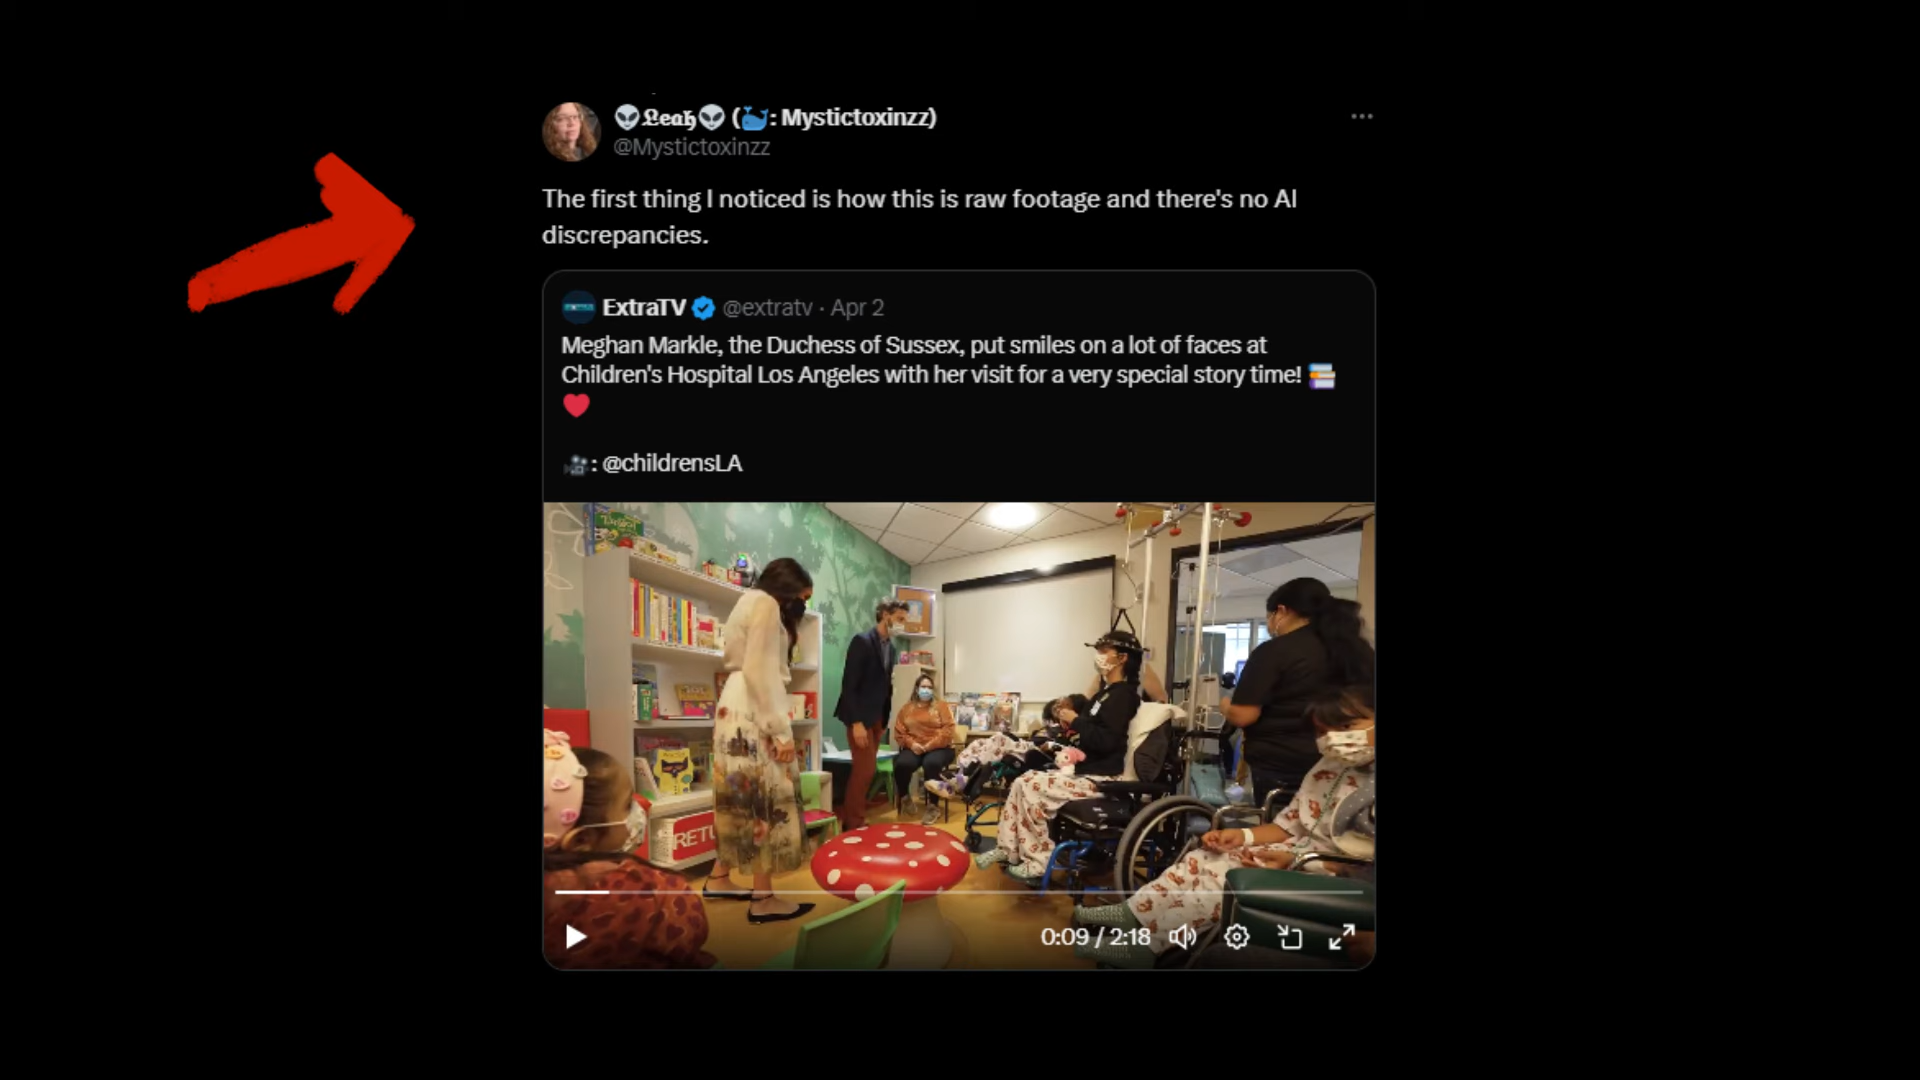 👽𝕷𝖊𝖆𝖍👽 (🐳: Mystictoxinzz)
@Mystictoxinzz
The first thing I noticed is how this is raw footage and there's no AI
discrepancies.
ExtraTV @extratv · Apr 2
Meghan Markle, the Duchess of Sussex, put smiles on a lot of faces at
Children's Hospital Los Angeles with her visit for a very special story time! 📚
❤️
🎥: @childrensLA
RETU
0:09 / 2:18